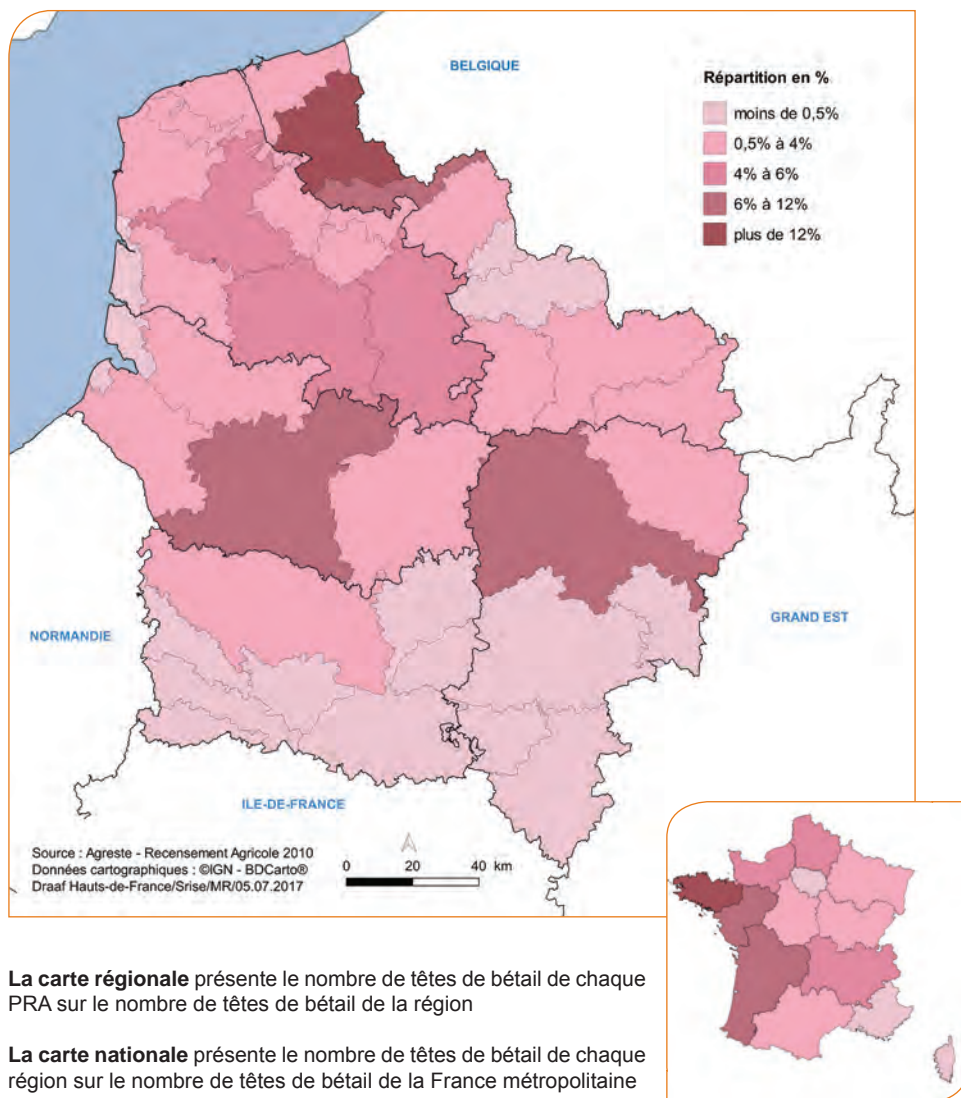 BELGIQUE
Répartition en %
moins de 0,5%
0,5% à 4%
4% à 6%
6% à 12%
plus de 12%
NORMANDIE
GRAND EST
ILE-DE-FRANCE
Source : Agreste - Recensement Agricole 2010
Données cartographiques : ©IGN - BDCarto®
Draaf Hauts-de-France/Srise/MR/05.07.2017
0 20 40 km
La carte régionale présente le nombre de têtes de bétail de chaque
PRA sur le nombre de têtes de bétail de la région
La carte nationale présente le nombre de têtes de bétail de chaque
région sur le nombre de têtes de bétail de la France métropolitaine